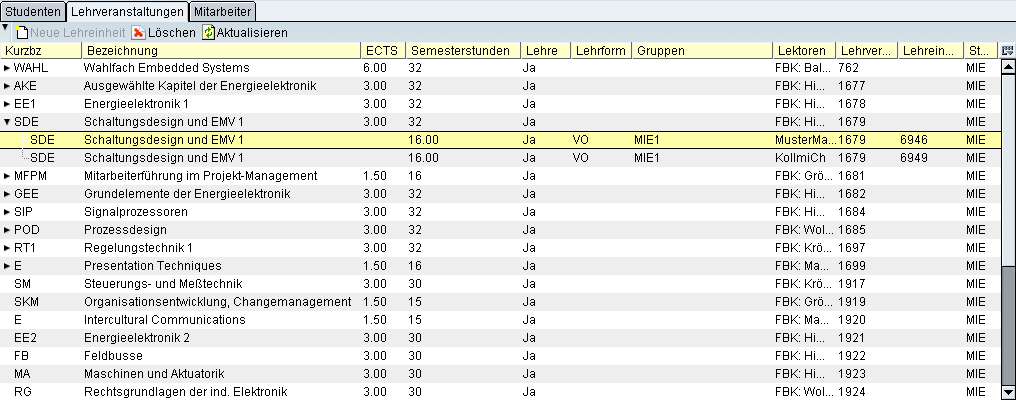 Studenten Lehrveranstaltungen Mitarbeiter
Neue Lehreinheit Löschen Aktualisieren
Kurzbz Bezeichnung ECTS Semesterstunden Lehre Lehrform Gruppen Lektoren Lehrver... Lehrein... St...
WAHL Wahlfach Embedded Systems 6.00 32 Ja FBK: Bal... 762 MIE
AKE Ausgewählte Kapitel der Energieelektronik 3.00 32 Ja FBK: Hi... 1677 MIE
EE1 Energieelektronik 1 3.00 32 Ja FBK: Hi... 1678 MIE
SDE Schaltungsdesign und EMV 1 3.00 32 Ja FBK: Hi... 1679 MIE
SDE Schaltungsdesign und EMV 1 16.00 Ja VO MIE1 MusterMa... 1679 6946 MIE
SDE Schaltungsdesign und EMV 1 16.00 Ja VO MIE1 KollmiCh 1679 6949 MIE
MFPM Mitarbeiterführung im Projekt-Management 1.50 16 Ja FBK: Grö... 1681 MIE
GEE Grundelemente der Energieelektronik 3.00 32 Ja FBK: Hi... 1682 MIE
SIP Signalprozessoren 3.00 32 Ja FBK: Hi... 1684 MIE
POD Prozessdesign 3.00 32 Ja FBK: Wol... 1685 MIE
RT1 Regelungstechnik 1 3.00 32 Ja FBK: Krö... 1697 MIE
E Presentation Techniques 1.50 16 Ja FBK: Ma... 1699 MIE
SM Steuerungs- und Meßtechnik 3.00 30 Ja FBK: Krö... 1917 MIE
SKM Organisationsentwicklung, Changemanagement 1.50 15 Ja FBK: Grö... 1919 MIE
E Intercultural Communications 1.50 15 Ja FBK: Ma... 1920 MIE
EE2 Energieelektronik 2 3.00 30 Ja FBK: Hi... 1921 MIE
FB Feldbusse 3.00 30 Ja FBK: Hi... 1922 MIE
MA Maschinen und Aktuatorik 3.00 30 Ja FBK: Hi... 1923 MIE
RG Rechtsgrundlagen der ind. Elektronik 3.00 30 Ja FBK: Wol... 1924 MIE